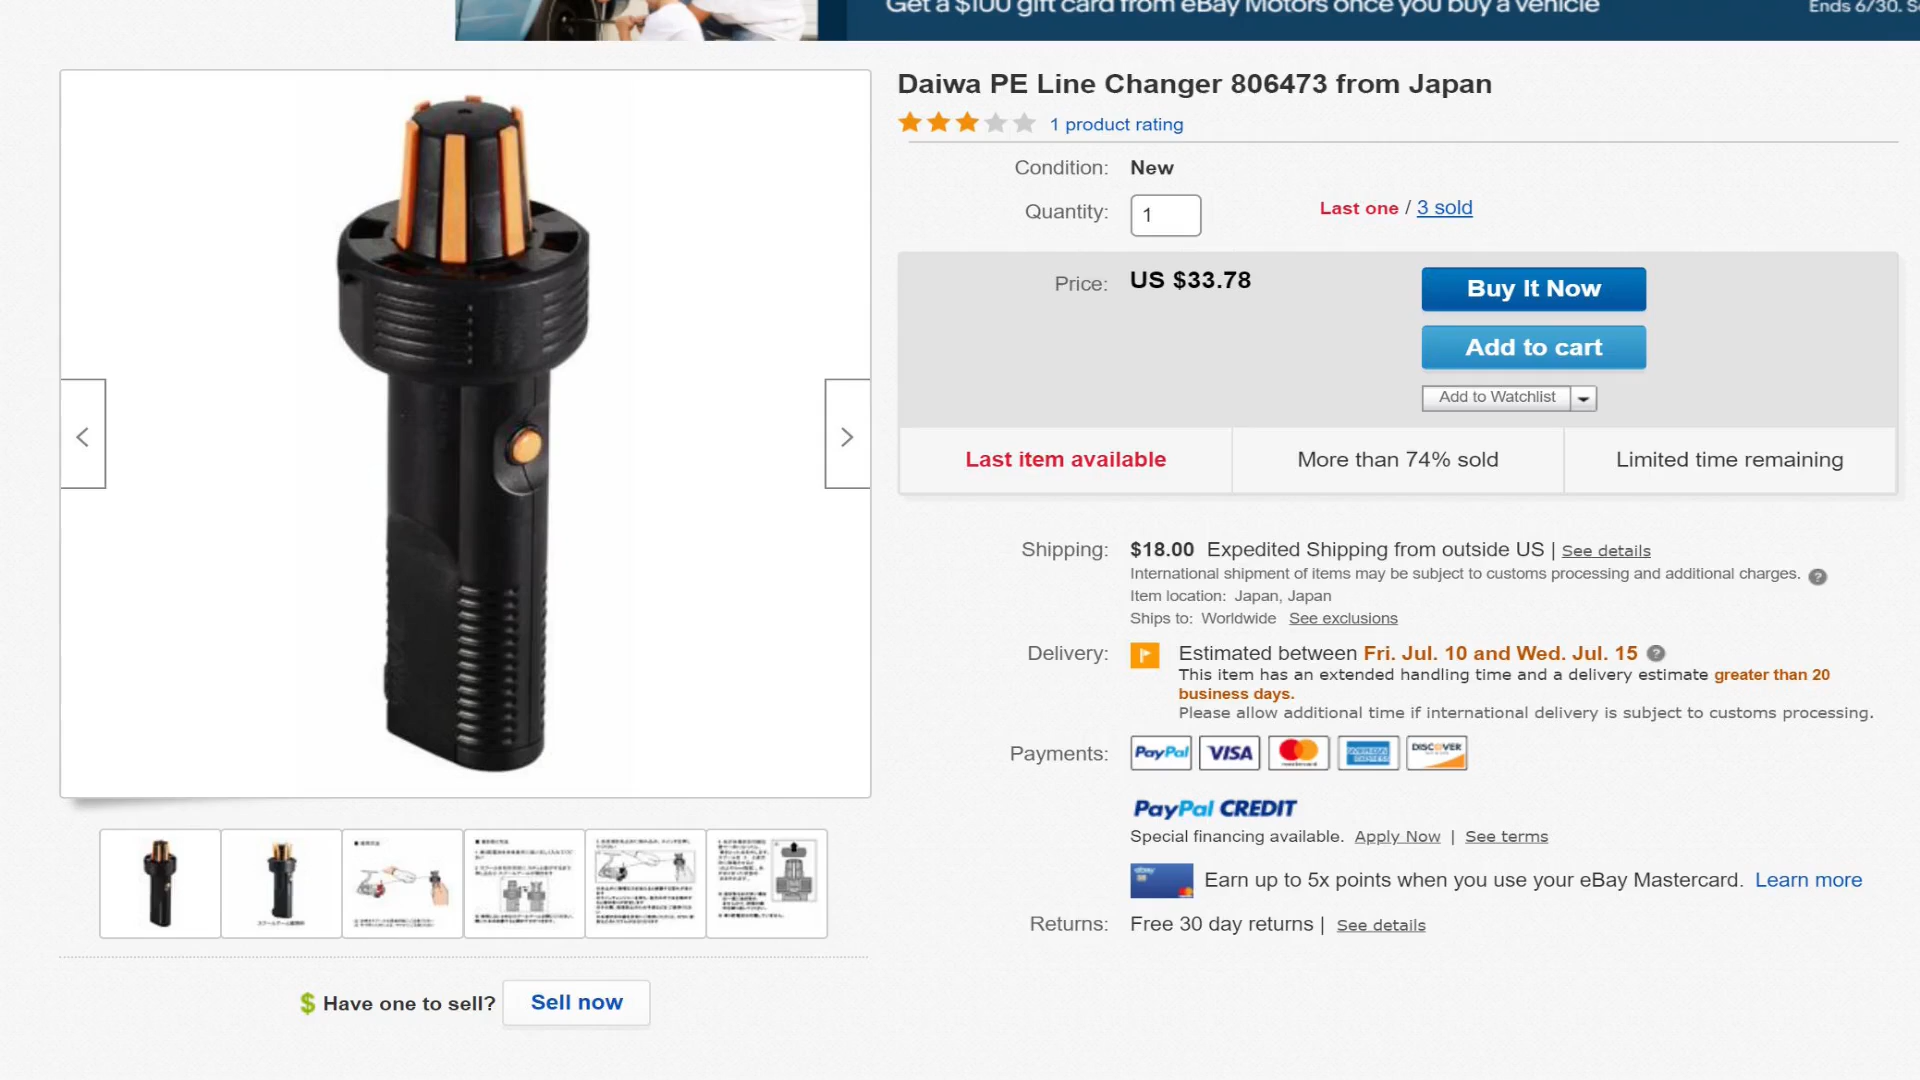 Get a $100 gift card from eBay Motors once you buy a vehicle
Ends 6/30.
Daiwa PE Line Changer 806473 from Japan
1 product rating
Condition: New
Quantity: 1
Last one / 3 sold
Price: US $33.78
Buy It Now
Add to cart
Add to Watchlist
Last item available
More than 74% sold
Limited time remaining
Shipping: $18.00 Expedited Shipping from outside US | See details
International shipment of items may be subject to customs processing and additional charges. ?
Item location: Japan, Japan
Ships to: Worldwide See exclusions
Delivery: Estimated between Fri. Jul. 10 and Wed. Jul. 15 ?
This item has an extended handling time and a delivery estimate greater than 20
business days.
Please allow additional time if international delivery is subject to customs processing.
Payments: PayPal VISA mastercard AMERICAN EXPRESS DISCOVER
PayPal CREDIT
Special financing available. Apply Now | See terms
ebay
Earn up to 5x points when you use your eBay Mastercard. Learn more
Returns: Free 30 day returns | See details
$ Have one to sell? Sell now